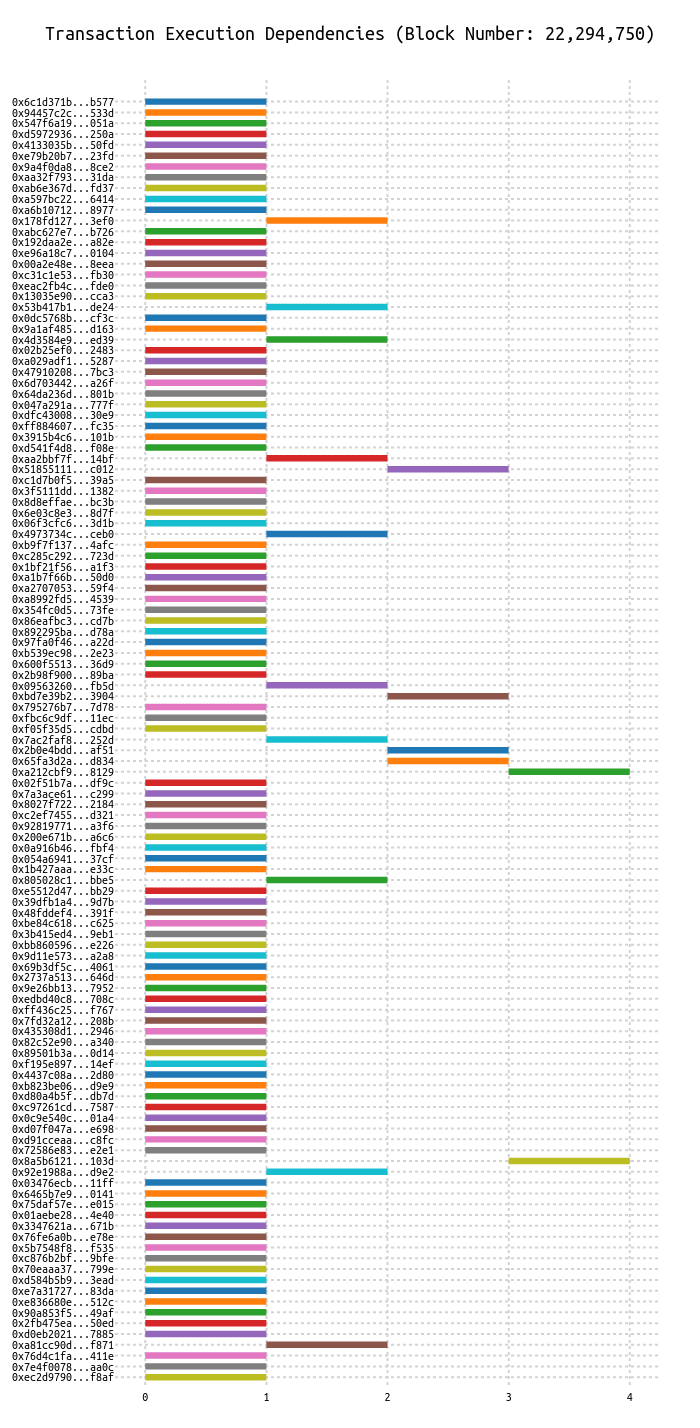 Transaction Execution Dependencies (Block Number: 22,294,750)
0x6c1d371b...b577
0x94457c2c...533d
0x547f6a19...051a
0xd5972936...250a
0x4133035b...50fd
0xe79b20b7...23fd
0x9a4f0da8...8ce2
0xaa32f793...31da
0xab6e367d...fd37
0xa597bc22...6414
0xa6b10712...8977
0x178fd127...3ef0
0xabc627e7...b726
0x192daa2e...a82e
0xe96a18c7...0104
0x00a2e48e...8eea
0xc31c1e53...fb30
0xeac2fb4c...fde0
0x13035e90...cca3
0x53b417b1...de24
0x0dc5768b...cf3c
0x9a1af485...d163
0x4d3584e9...ed39
0x02b25ef0...2483
0xa029adf1...5287
0x47910208...7bc3
0x6d703442...a26f
0x64da236d...801b
0x047a291a...777f
0xdfc43008...30e9
0xff884607...fc35
0x3915b4c6...101b
0xd541f4d8...f08e
0xaa2bbf7f...14bf
0x51855111...c012
0xc1d7b0f5...39a5
0x3f5111dd...1382
0x8d8effae...bc3b
0x6e03c8e3...8d7f
0x06f3cfc6...3d1b
0x4973734c...ceb0
0xb9f7f137...4afc
0xc285c292...723d
0x1bf21f56...a1f3
0xa1b7f66b...50d0
0xa2707053...59f4
0xa8992fd5...4539
0x354fc0d5...73fe
0x86eafbc3...cd7b
0x892295ba...d78a
0x97fa0f46...a22d
0xb539ec98...2e23
0x600f5513...36d9
0x2b98f900...89ba
0x09563260...fb5d
0xbd7e39b2...3904
0x795276b7...7d78
0xfbc6c9df...11ec
0xf05f35d5...cdbd
0x7ac2faf8...252d
0x2b0e4bdd...af51
0x65fa3d2a...d834
0xa212cbf9...8129
0x02f51b7a...df9c
0x7a3ace61...c299
0x8027f722...2184
0xc2ef7455...d321
0x92819771...a3f6
0x200e671b...a6c6
0x0a916b46...fbf4
0x054a6941...37cf
0x1b427aaa...e33c
0x805028c1...bbe5
0xe5512d47...bb29
0x39dfb1a4...9d7b
0x48fddef4...391f
0xbe84c618...c625
0x3b415ed4...9eb1
0xbb860596...e226
0x9d11e573...a2a8
0x69b3df5c...4061
0x2737a513...646d
0x9e26bb13...7952
0xedbd40c8...708c
0xff436c25...f767
0x7fd32a12...208b
0x435308d1...2946
0x82c52e90...a340
0x89501b3a...0d14
0xf195e897...14ef
0x4437c08a...2d80
0xb823be06...d9e9
0xd80a4b5f...db7d
0xc97261cd...7587
0x0c9e540c...01a4
0xd07f047a...e698
0xd91cceaa...c8fc
0x72586e83...e2e1
0x8a5b6121...103d
0x92e1988a...d9e2
0x03476ecb...11ff
0x6465b7e9...0141
0x75daf57e...e015
0x01aebe28...4e40
0x3347621a...671b
0x76fe6a0b...e78e
0x5b7548f8...f535
0xc876b2bf...9bfe
0x70eaaa37...799e
0xd584b5b9...3ead
0xe7a31727...83da
0xe836680e...512c
0x90a853f5...49af
0x2fb475ea...50ed
0xd0eb2021...7885
0xa81cc90d...f871
0x76d4c1fa...411e
0x7e4f0078...aa0c
0xec2d9790...f8af
0 1 2 3 4